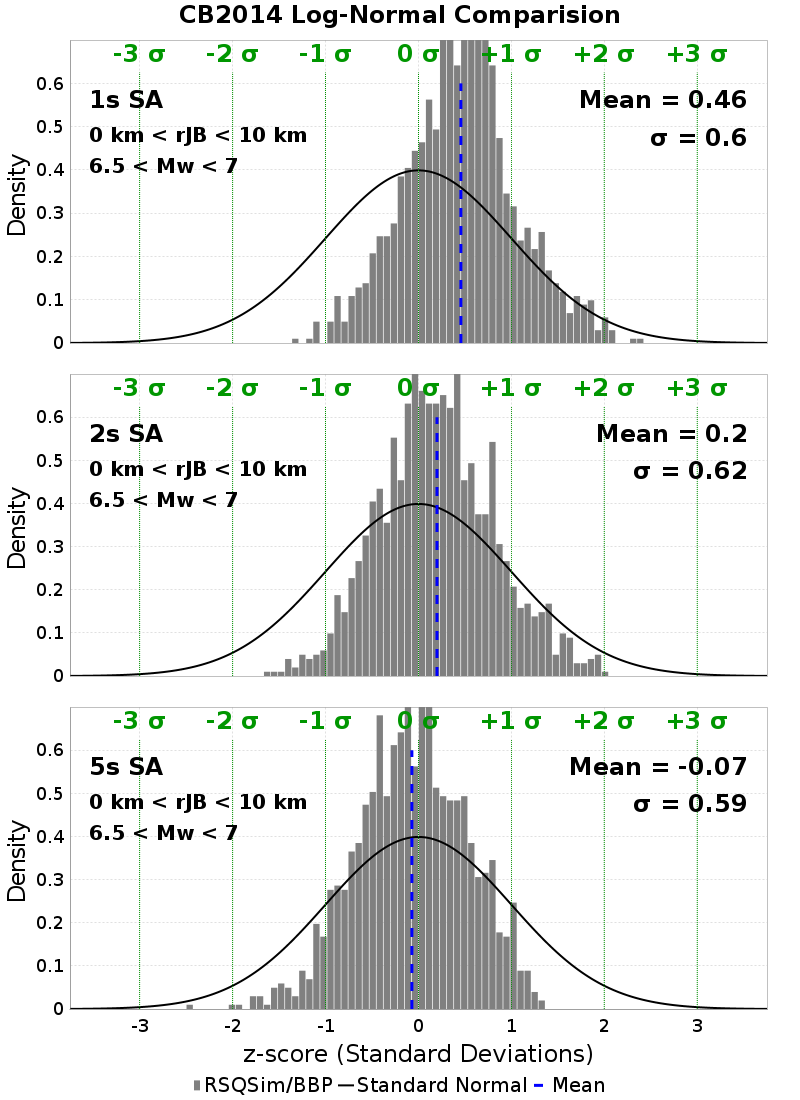 CB2014 Log-Normal Comparision
-3 σ -2 σ -1 σ 0 σ +1 σ +2 σ +3 σ
0.6
1s SA
Mean = 0.46
0.5
0 km < rJB < 10 km
σ = 0.6
6.5 < Mw < 7
0.4
0.3
0.2
0.1
0
Density
-3 σ -2 σ -1 σ 0 σ +1 σ +2 σ +3 σ
0.6
2s SA
Mean = 0.2
0.5
0 km < rJB < 10 km
σ = 0.62
6.5 < Mw < 7
0.4
0.3
0.2
0.1
0
Density
-3 σ -2 σ -1 σ 0 σ +1 σ +2 σ +3 σ
0.6
5s SA
Mean = -0.07
0.5
0 km < rJB < 10 km
σ = 0.59
6.5 < Mw < 7
0.4
0.3
0.2
0.1
0
Density
-3 -2 -1 0 1 2 3
z-score (Standard Deviations)
RSQSim/BBP Standard Normal Mean